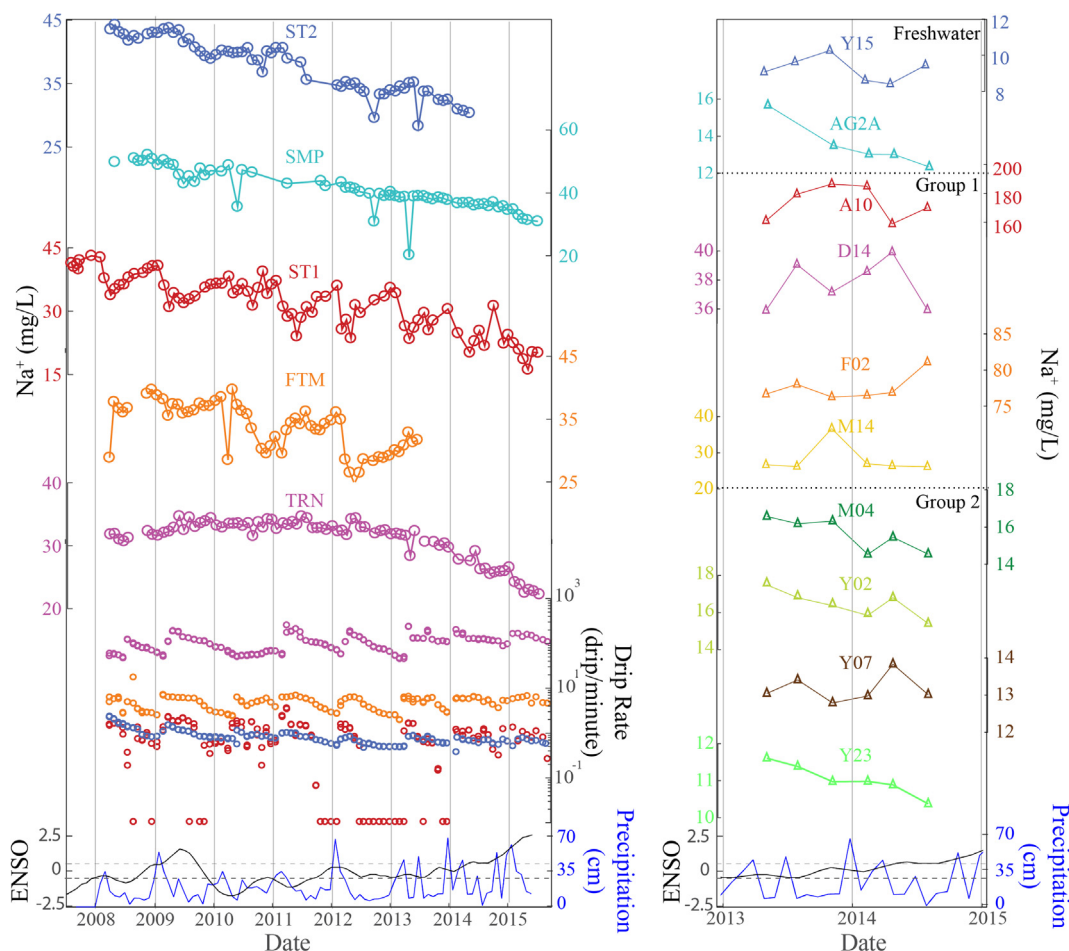 45
35
25
ST2
60
40
20
SMP
45
30
15
ST1
Na⁺ (mg/L)
45
35
25
FTM
40
30
20
TRN
10³
10¹
10⁻¹
Drip Rate
(drip/minute)
2.5
0
-2.5
ENSO
70
35
0
Precipitation
(cm)
2008 2009 2010 2011 2012 2013 2014 2015
Date
12
10
8
Y15
Freshwater
16
14
12
AG2A
200
180
160
Group 1
A10
40
38
36
D14
85
80
75
F02
Na⁺ (mg/L)
40
30
20
M14
Group 2
18
16
14
M04
18
16
14
Y02
14
13
12
Y07
12
11
10
Y23
2.5
0
-2.5
ENSO
70
35
0
Precipitation
(cm)
2013 2014 2015
Date